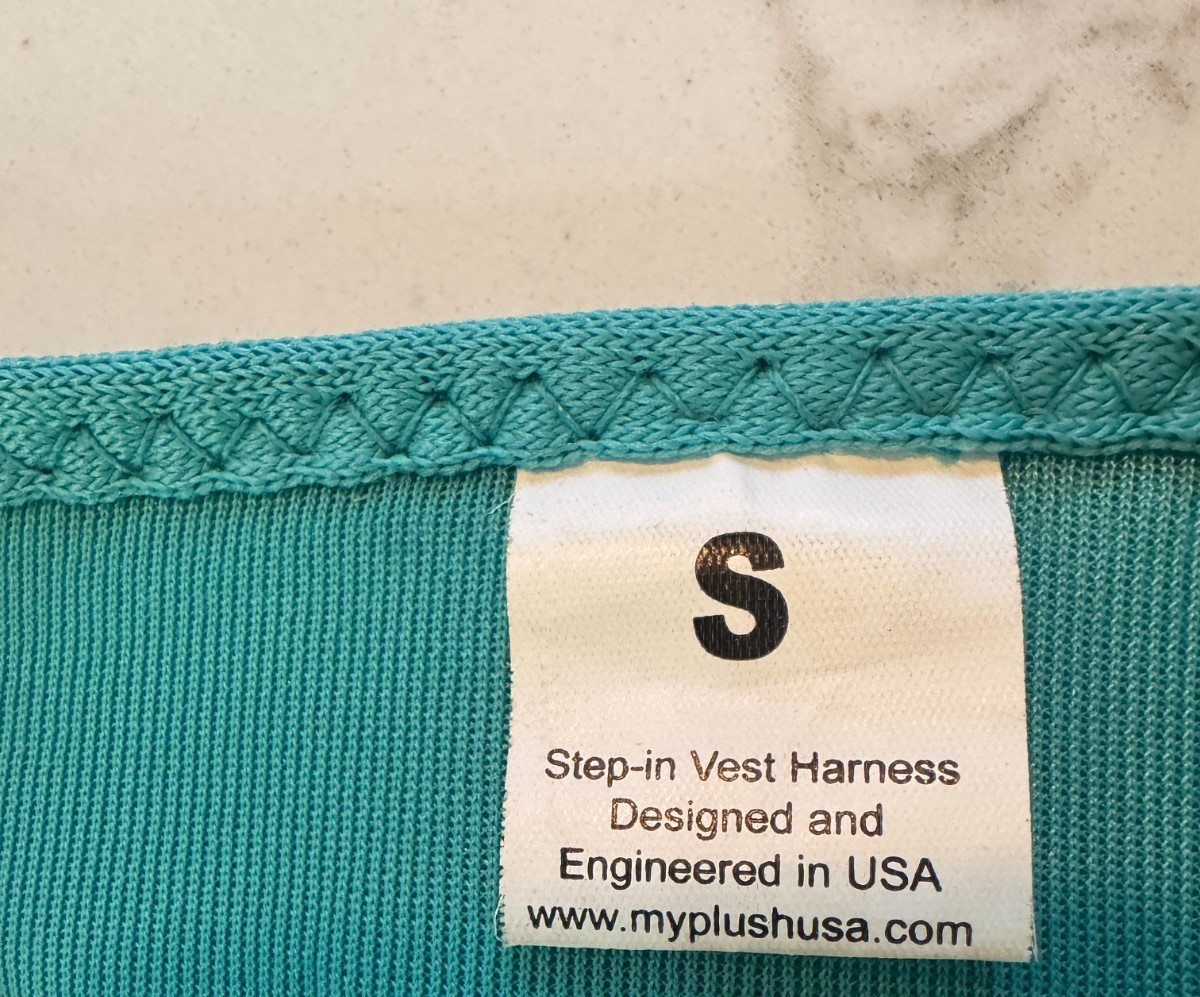 S
Step-in Vest Harness
Designed and
Engineered in USA
www.myplushusa.com